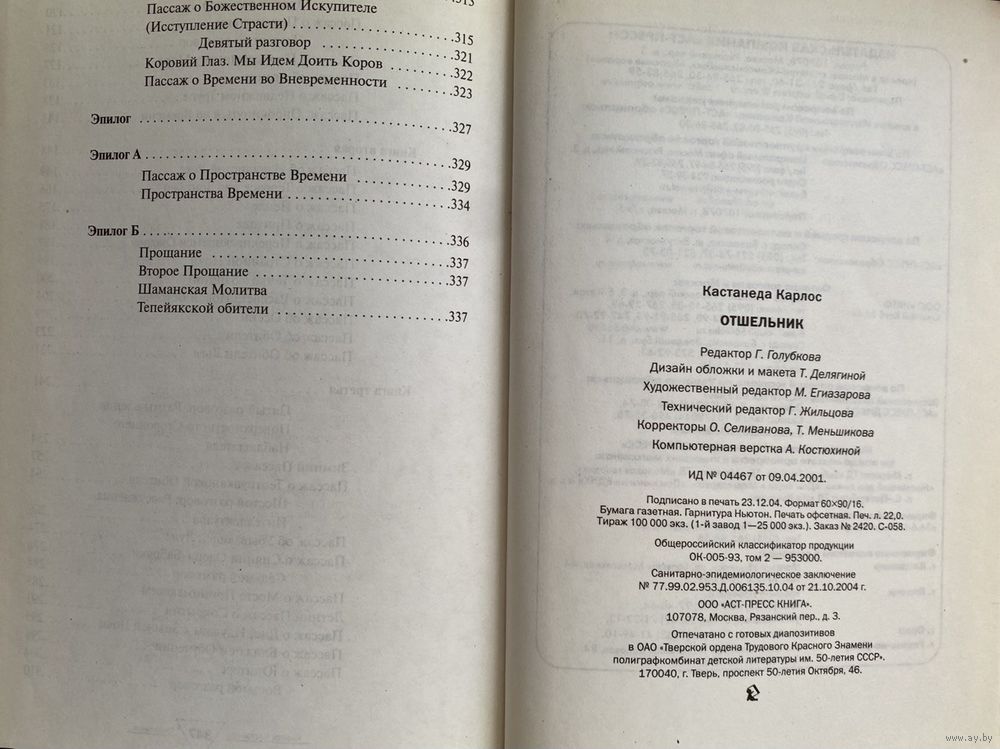 313
Пассаж о Божественном Искупителе
(Исступление Страсти) . . . . . . . . . . . . . . . . . . . . . . . .315
Девятый разговор . . . . . . . . . . . . . . . . . . . .321
Коровий Глаз. Мы Идем Доить Коров . . . . . . . . . .322
Пассаж о Времени во Вневременности . . . . . . . . . .323
Эпилог . . . . . . . . . . . . . . . . . . . . . . . . . . . . . . . . . . . . . . . .327
Эпилог А . . . . . . . . . . . . . . . . . . . . . . . . . . . . . . . . . . . . . .329
Пассаж о Пространстве Времени . . . . . . . . . . . . .329
Пространства Времени . . . . . . . . . . . . . . . . . . . . . .334
Эпилог Б . . . . . . . . . . . . . . . . . . . . . . . . . . . . . . . . . . . . . .336
Прощание . . . . . . . . . . . . . . . . . . . . . . . . . . . . . . . .337
Второе Прощание . . . . . . . . . . . . . . . . . . . . . . . . . .337
Шаманская Молитва
Тепейякской обители . . . . . . . . . . . . . . . . . . . . . . .337
Кастанеда Карлос
ОТШЕЛЬНИК
Редактор Г. Голубкова
Дизайн обложки и макета Т. Делягиной
Художественный редактор М. Егиазарова
Технический редактор Г. Жильцова
Корректоры О. Селиванова, Т. Меньшикова
Компьютерная верстка А. Костюхиной
ИД № 04467 от 09.04.2001.
Подписано в печать 23.12.04. Формат 60×90/16.
Бумага газетная. Гарнитура Ньютон. Печать офсетная. Печ. л. 22,0.
Тираж 100 000 экз. (1-й завод 1—25 000 экз.). Заказ № 2420. С-058.
Общероссийский классификатор продукции
ОК-005-93, том 2 — 953000.
Санитарно-эпидемиологическое заключение
№ 77.99.02.953.Д.006135.10.04 от 21.10.2004 г.
ООО «АСТ-ПРЕСС КНИГА».
107078, Москва, Рязанский пер., д. 3.
Отпечатано с готовых диапозитивов
в ОАО «Тверской ордена Трудового Красного Знамени
полиграфкомбинат детской литературы им. 50-летия СССР».
170040, г. Тверь, проспект 50-летия Октября, 46.
www.ay.by